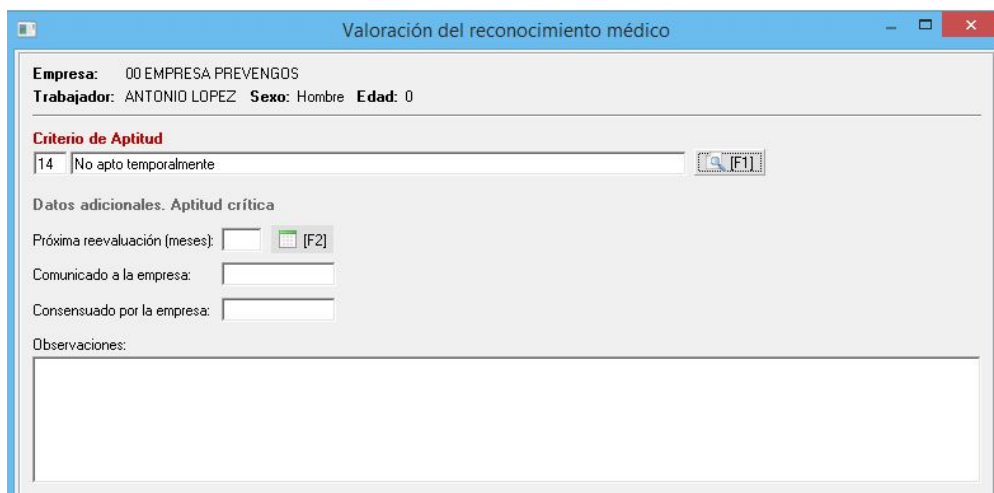 Valoración del reconocimiento médico
Empresa: 00 EMPRESA PREVENGOS
Trabajador: ANTONIO LOPEZ Sexo: Hombre Edad: 0
Criterio de Aptitud
14 No apto temporalmente [F1]
Datos adicionales. Aptitud crítica
Próxima reevaluación (meses): [F2]
Comunicado a la empresa:
Consensuado por la empresa:
Observaciones: